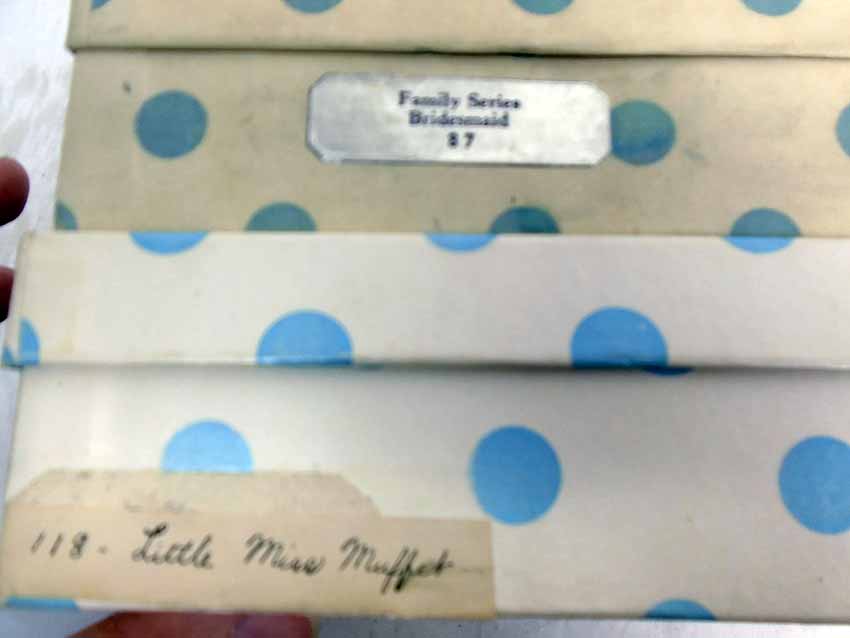 Family Series
Bridesmaid
87
118 - Little Miss Muffet